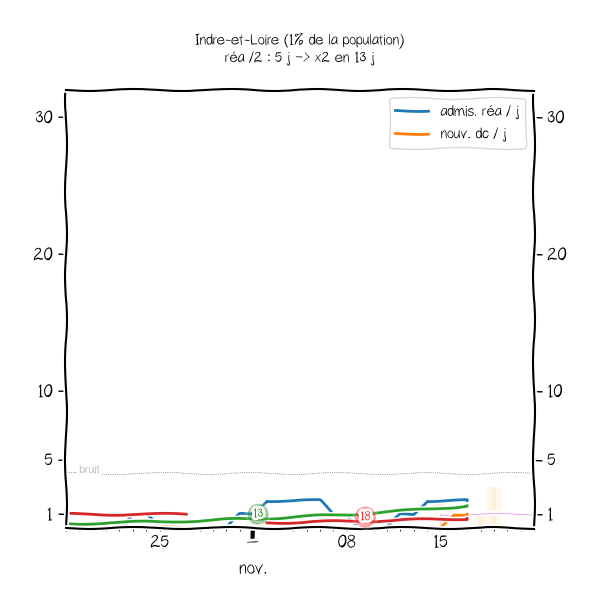 Indre-et-Loire (1% de la population)
réa /2 : 5 j -> x2 en 13 j
admis. réa / j
nouv. dc / j
30
30
20
20
10
10
5
5
bruit
1
13
18
1
25
08
15
nov.